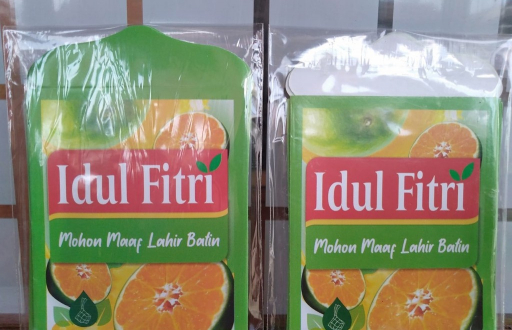 Idul Fitri
Mohon Maaf Lahir Batin
Idul Fitri
Mohon Maaf Lahir Batin